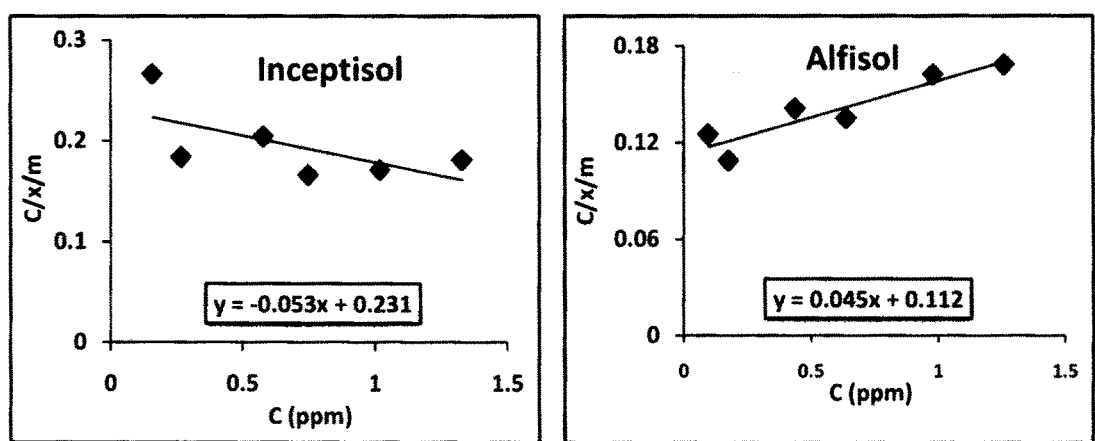 Inceptisol
C/x/m
0.3
0.2
0.1
0
y = -0.053x + 0.231
0
0.5
1
1.5
C (ppm)
Alfisol
C/x/m
0.18
0.12
0.06
0
y = 0.045x + 0.112
0
0.5
1
1.5
C (ppm)